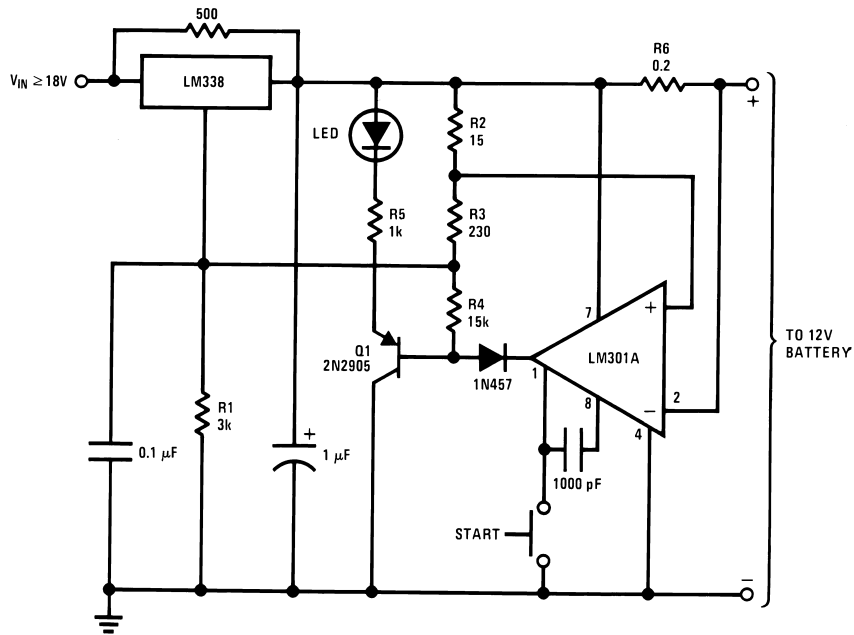 500
V_IN ≥ 18V
LM338
R6
0.2
+
LED
R2
15
R5
1k
R3
230
R4
15k
7
+
TO 12V
BATTERY
Q1
2N2905
1N457
1
LM301A
8
−
2
4
R1
3k
0.1 μF
+
1 μF
1000 pF
START
−